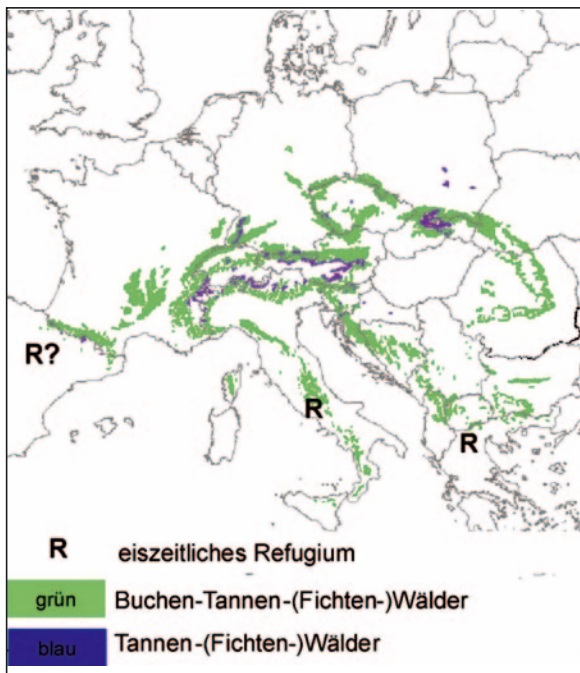 R?
R
R
R eiszeitliches Refugium
grün Buchen-Tannen-(Fichten-)Wälder
blau Tannen-(Fichten-)Wälder